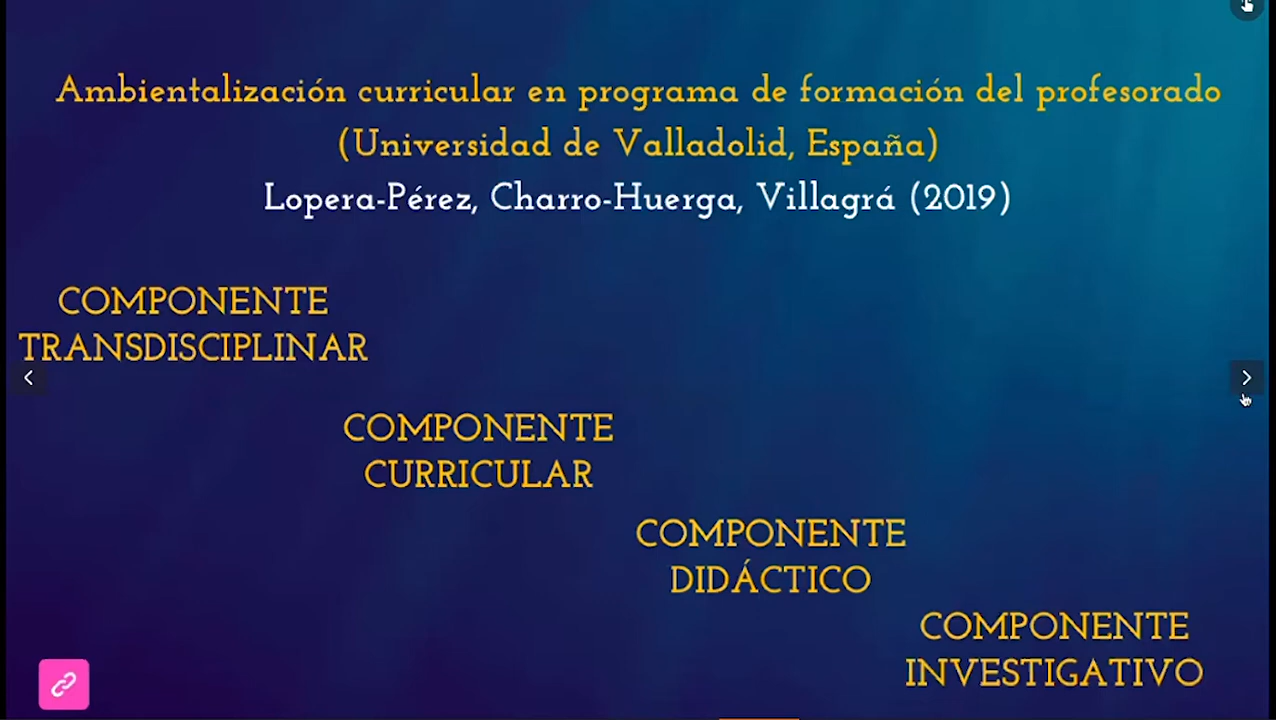 Ambientalización curricular en programa de formación del profesorado
(Universidad de Valladolid, España)
Lopera-Pérez, Charro-Huerga, Villagrá (2019)
COMPONENTE
TRANSDISCIPLINAR
COMPONENTE
CURRICULAR
COMPONENTE
DIDÁCTICO
COMPONENTE
INVESTIGATIVO